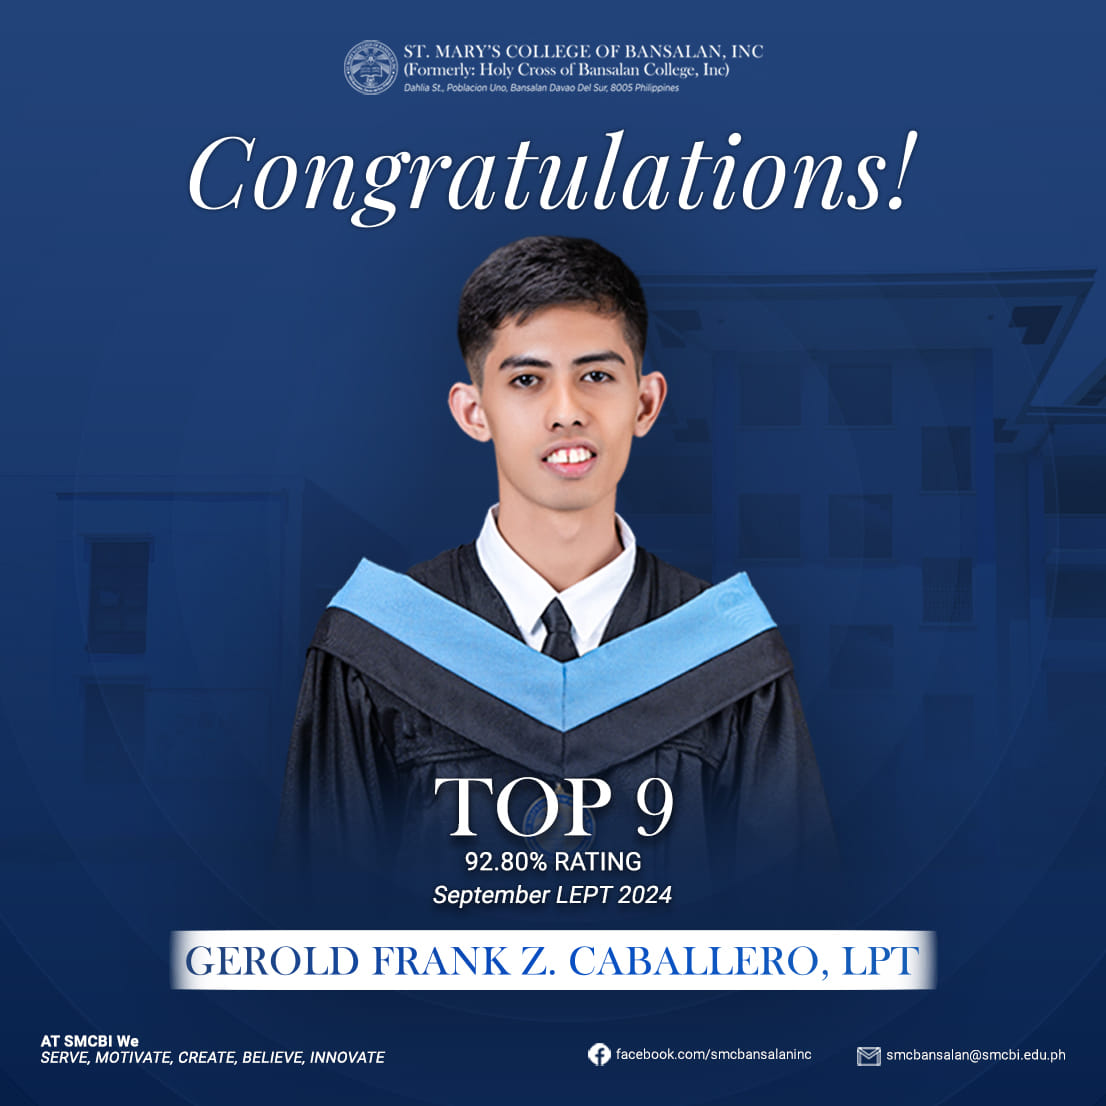 ST. MARY'S COLLEGE OF BANSALAN, INC
(Formerly: Holy Cross of Bansalan College, Inc)
Dahlia St., Poblacion Uno, Bansalan Davao Del Sur, 8005 Philippines
Congratulations!
TOP 9
92.80% RATING
September LEPT 2024
GEROLD FRANK Z. CABALLERO, LPT
AT SMCBI We
SERVE, MOTIVATE, CREATE, BELIEVE, INNOVATE
facebook.com/smcbansalaninc
smcbansalan@smcbi.edu.ph